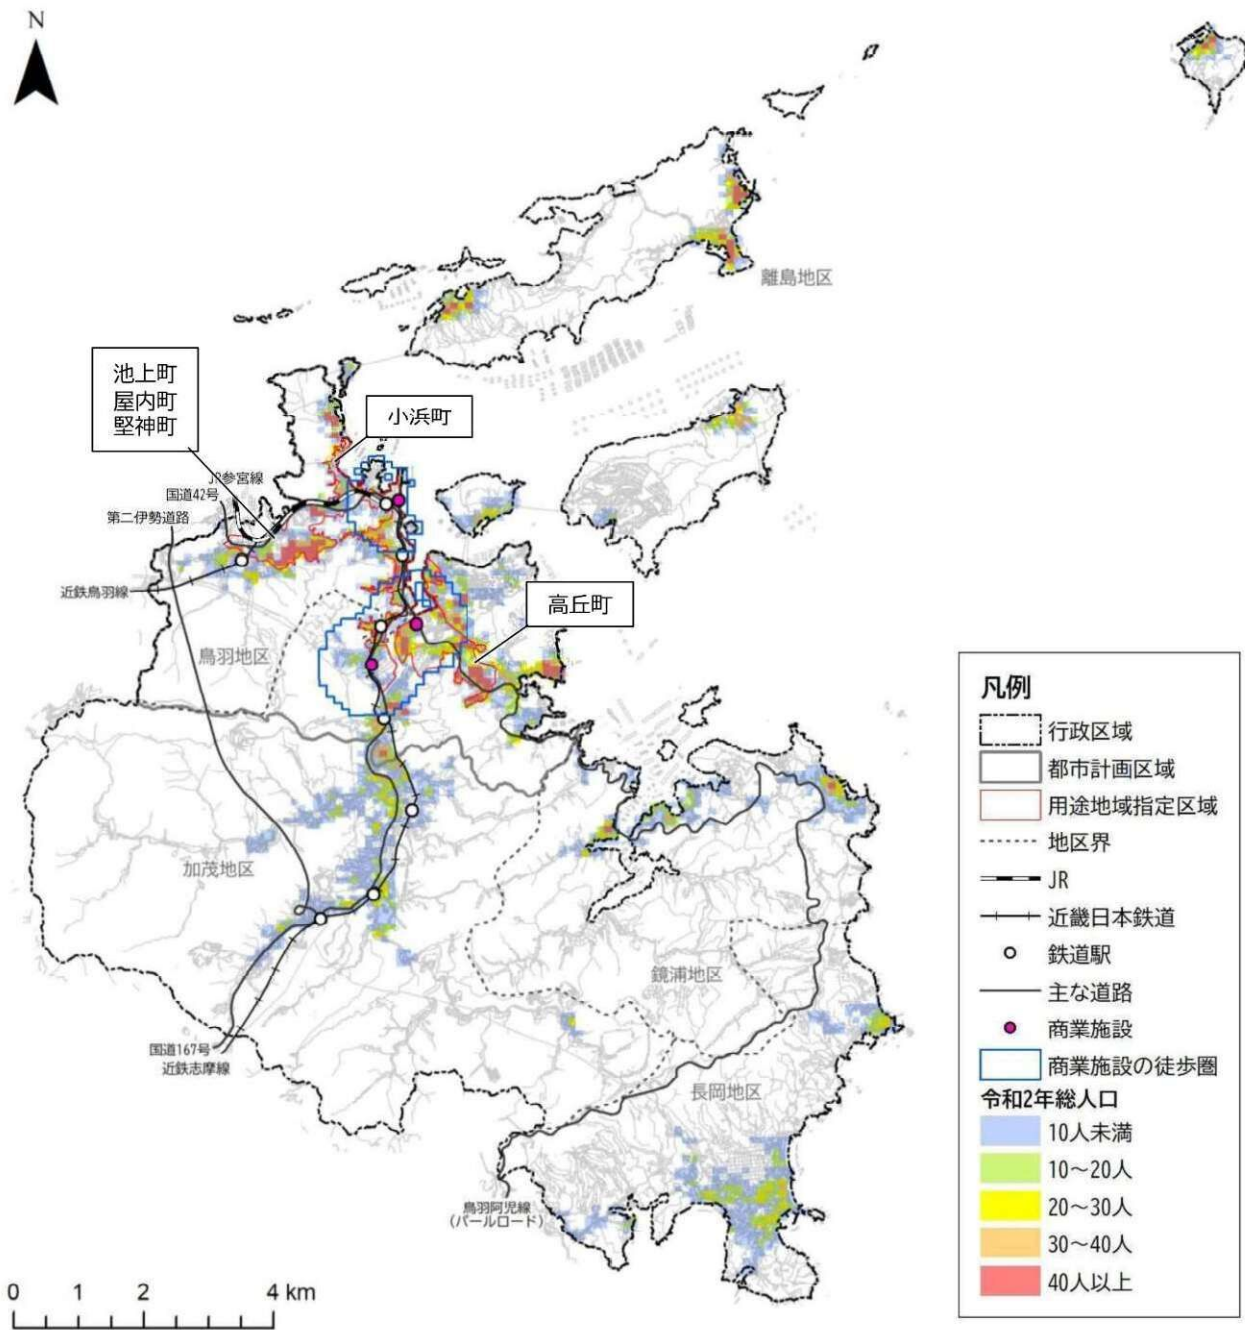 N
離島地区
池上町
屋内町
堅神町
小浜町
JR参宮線
国道42号
第二伊勢道路
近鉄鳥羽線
高丘町
鳥羽地区
加茂地区
鏡浦地区
国道167号
近鉄志摩線
長岡地区
鳥羽阿児線
(パールロード)
凡例
行政区域
都市計画区域
用途地域指定区域
地区界
JR
近畿日本鉄道
鉄道駅
主な道路
商業施設
商業施設の徒歩圏
令和2年総人口
10人未満
10～20人
20～30人
30～40人
40人以上
0 1 2 4 km